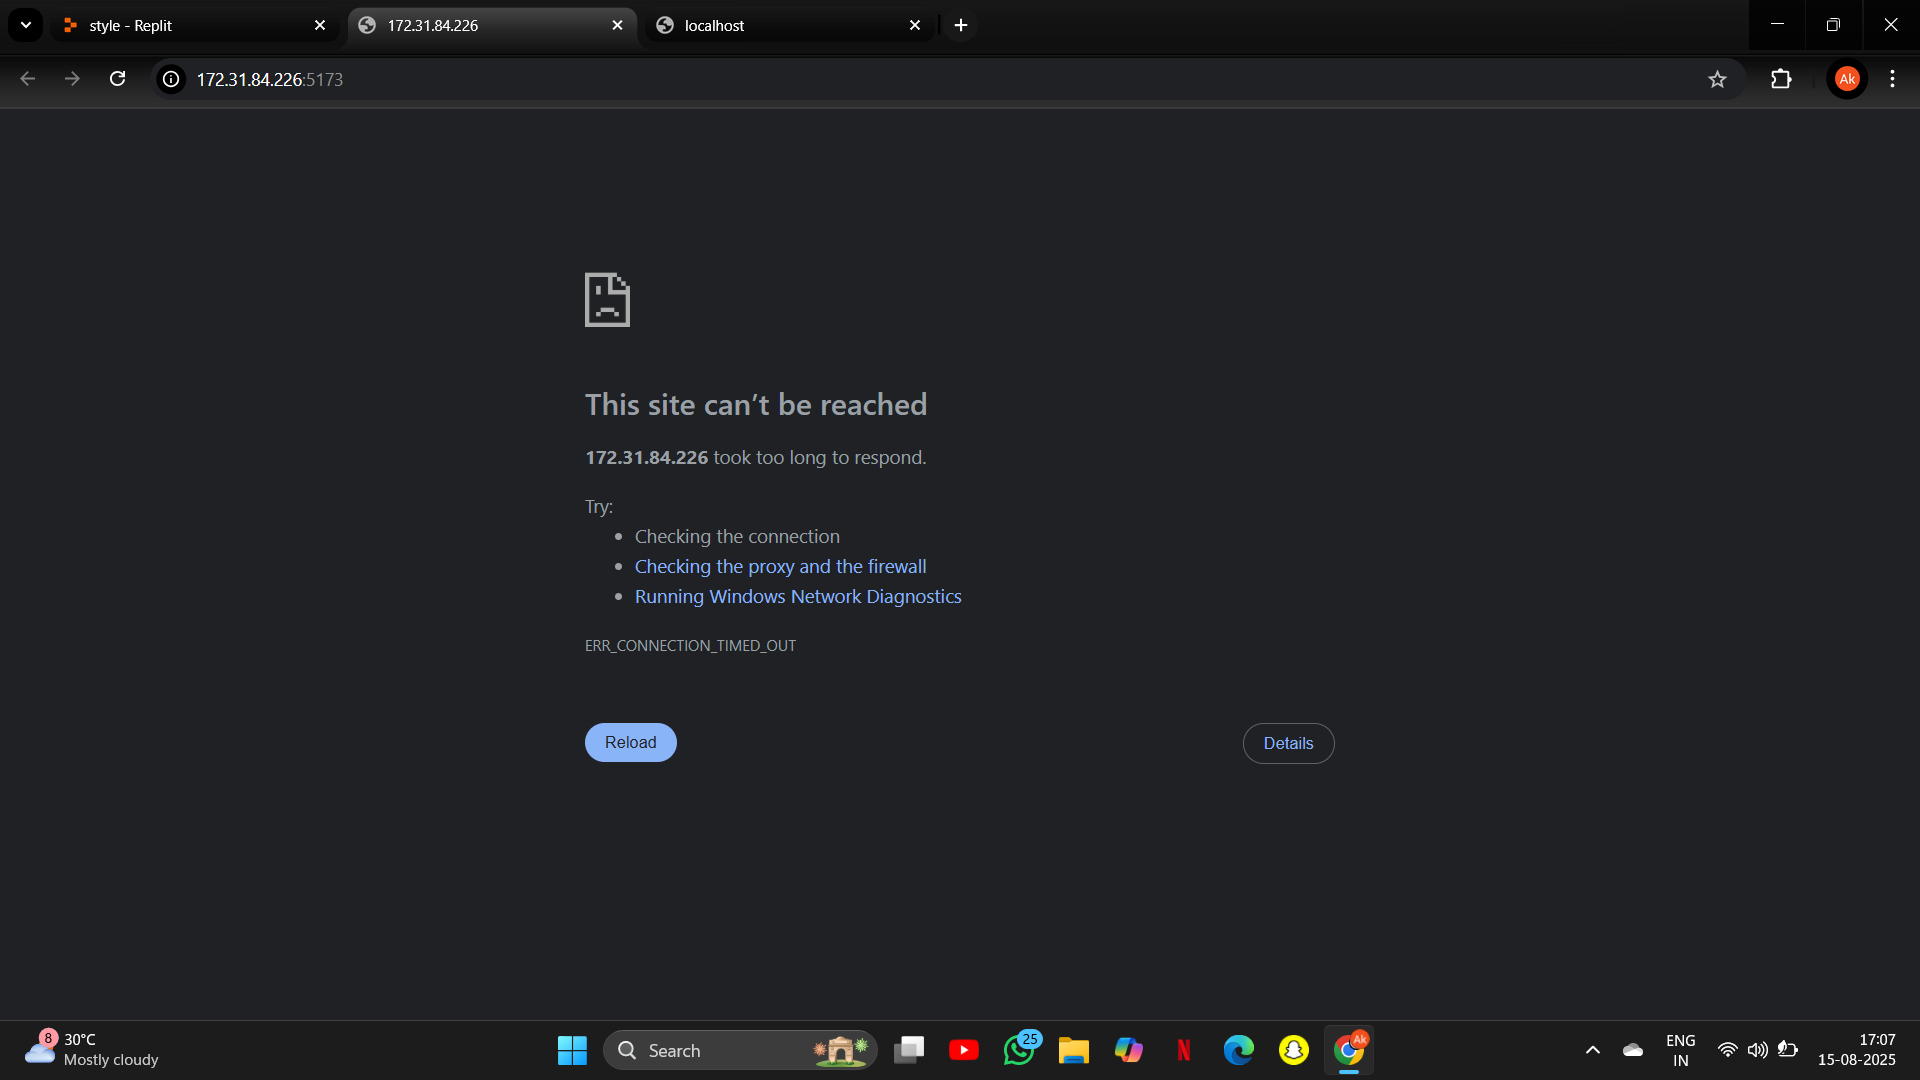 style - Replit
172.31.84.226
localhost
172.31.84.226:5173
Ak
This site can’t be reached
172.31.84.226 took too long to respond.
Try:
Checking the connection
Checking the proxy and the firewall
Running Windows Network Diagnostics
ERR_CONNECTION_TIMED_OUT
Reload
Details
8
30°C
Mostly cloudy
Search
25
N
Ak
ENG
IN
17:07
15-08-2025